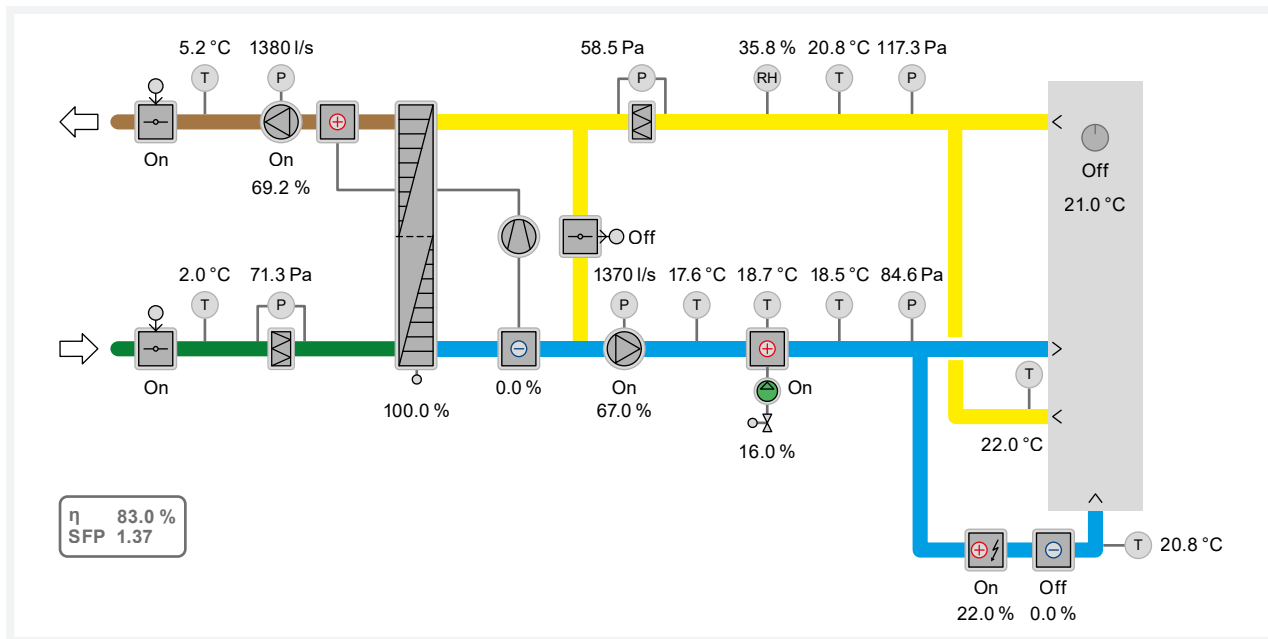 5.2 °C 1380 l/s 58.5 Pa 35.8 % 20.8 °C 117.3 Pa
T P P RH T P
On On Off
69.2 % 21.0 °C
Off
2.0 °C 71.3 Pa 1370 l/s 17.6 °C 18.7 °C 18.5 °C 84.6 Pa
T P P T T T P
On 0.0 % On On T
100.0 % 67.0 %
16.0 % 22.0 °C
η 83.0 %
SFP 1.37
T 20.8 °C
On Off
22.0 % 0.0 %